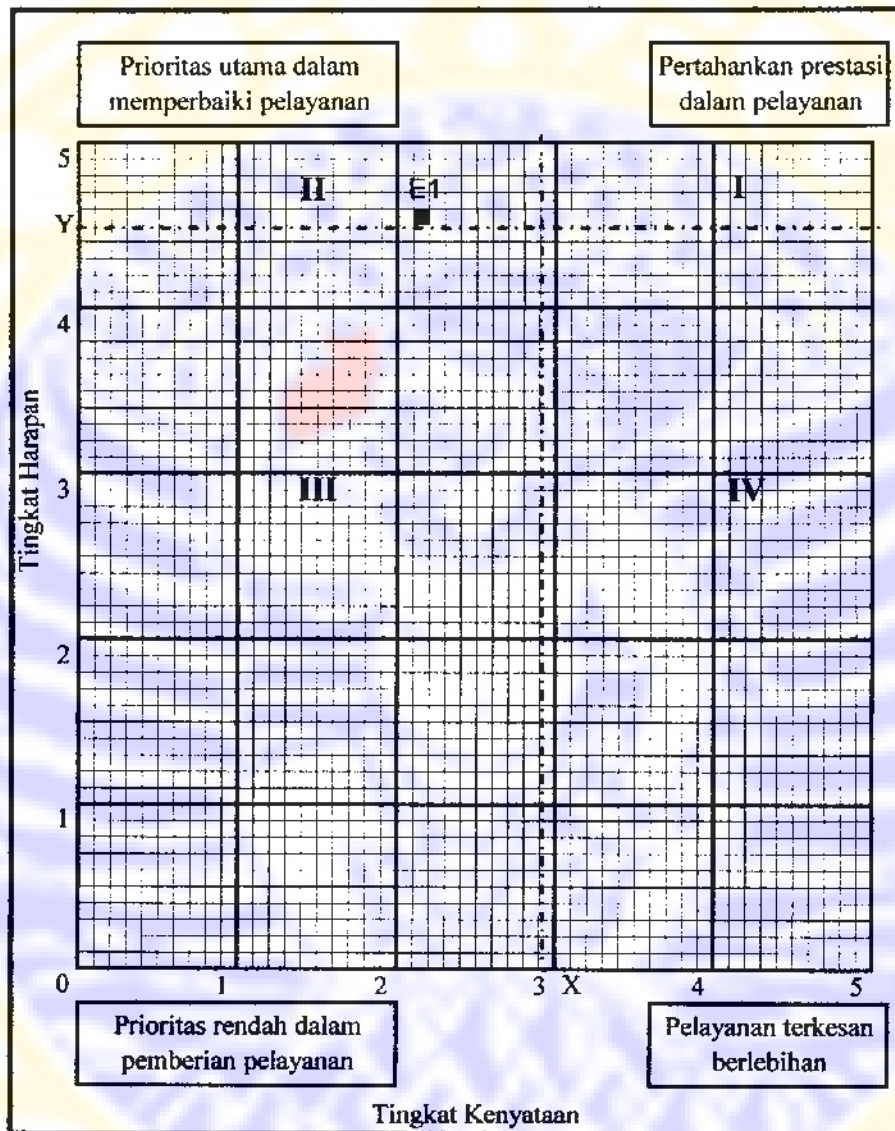 Prioritas utama dalam
memperbaiki pelayanan
Pertahankan prestasi
dalam pelayanan
5
II
E1
I
Y
4
Tingkat Harapan
3
III
IV
2
1
0
1
2
3
X
4
5
Prioritas rendah dalam
pemberian pelayanan
Pelayanan terkesan
berlebihan
Tingkat Kenyataan